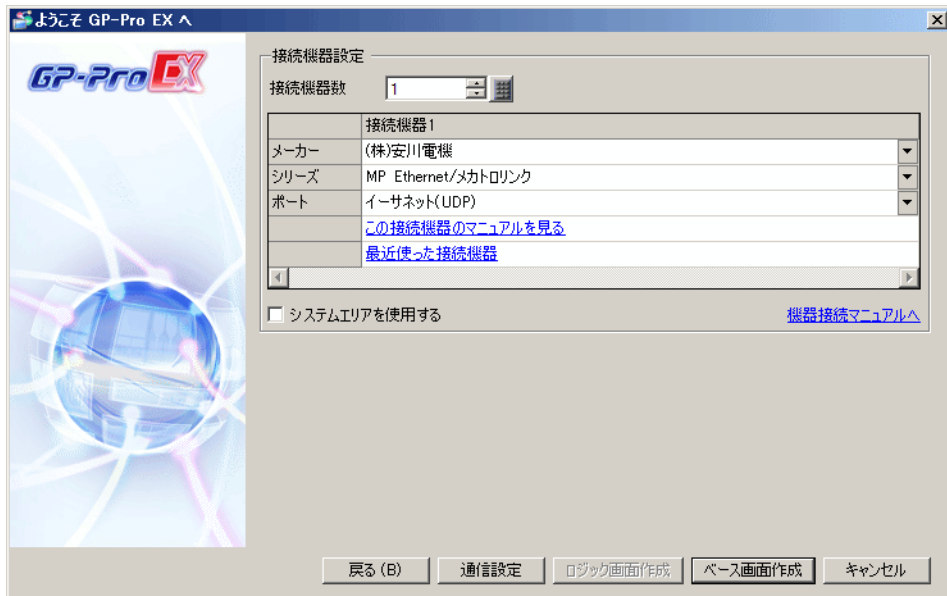 ようこそ GP-Pro EX へ
GP-Pro EX
接続機器設定
接続機器数 1
接続機器1
メーカー (株)安川電機
シリーズ MP Ethernet/メカトロリンク
ポート イーサネット(UDP)
この接続機器のマニュアルを見る
最近使った接続機器
システムエリアを使用する 機器接続マニュアルへ
戻る(B) 通信設定 ロジック画面作成 ベース画面作成 キャンセル